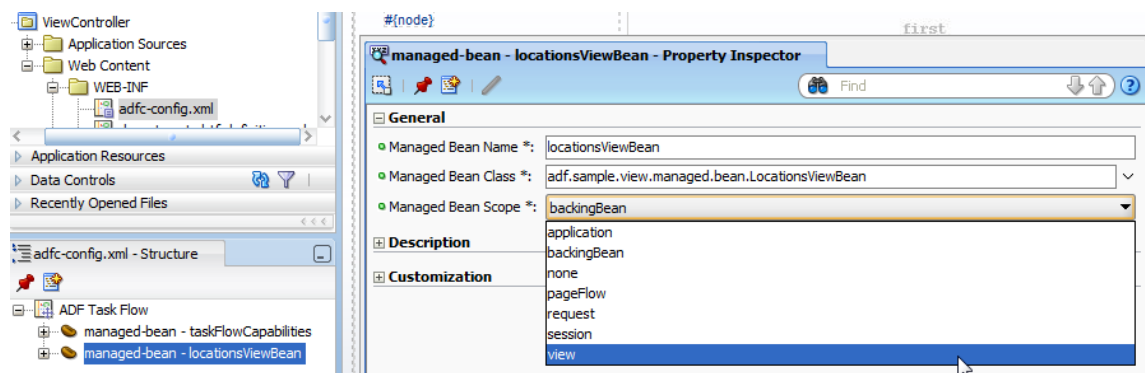 ViewController
Application Sources
Web Content
WEB-INF
adfc-config.xml
Application Resources
Data Controls
Recently Opened Files
adfc-config.xml - Structure
ADF Task Flow
managed-bean - taskFlowCapabilities
managed-bean - locationsViewBean
#{node}
first
managed-bean - locationsViewBean - Property Inspector
Find
General
Managed Bean Name *: locationsViewBean
Managed Bean Class *: adf.sample.view.managed.bean.LocationsViewBean
Managed Bean Scope *: backingBean
Description
Customization
application
backingBean
none
pageFlow
request
session
view